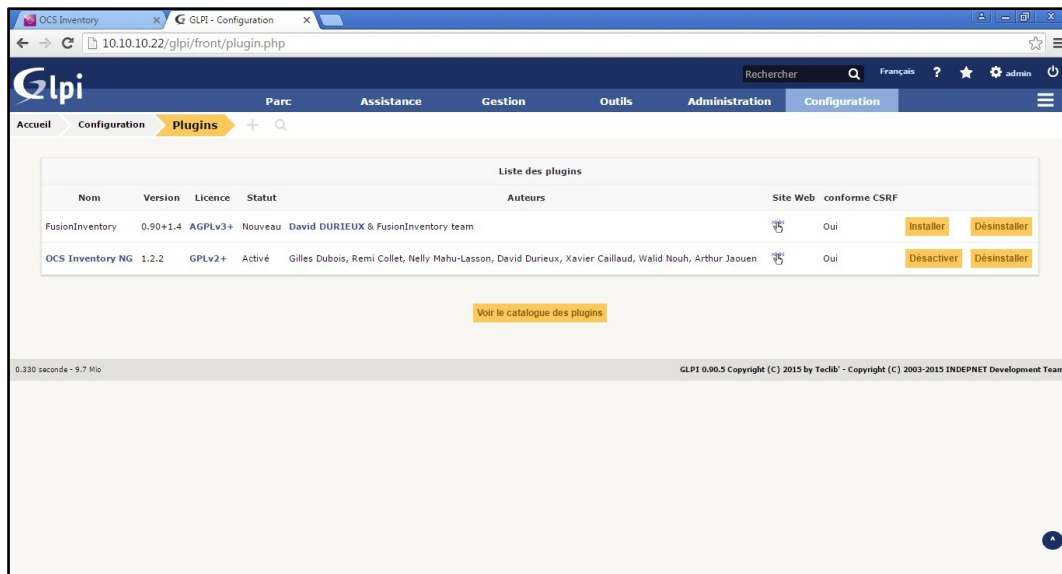 OCS Inventory
GLPI - Configuration
10.10.10.22/glpi/front/plugin.php
Glpi
Rechercher
Français ? admin
Parc Assistance Gestion Outils Administration Configuration
Accueil Configuration Plugins
Liste des plugins
Nom Version Licence Statut Auteurs Site Web conforme CSRF
FusionInventory 0.90+1.4 AGPLv3+ Nouveau David DURIEUX & FusionInventory team Oui Installer Désinstaller
OCS Inventory NG 1.2.2 GPLv2+ Activé Gilles Dubois, Remi Collet, Nelly Mahu-Lasson, David Durieux, Xavier Caillaud, Walid Nouh, Arthur Jaouen Oui Désactiver Désinstaller
Voir le catalogue des plugins
0.330 seconde - 9.7 Mio
GLPI 0.90.5 Copyright (C) 2015 by Teclib' - Copyright (C) 2003-2015 INDEPNET Development Team